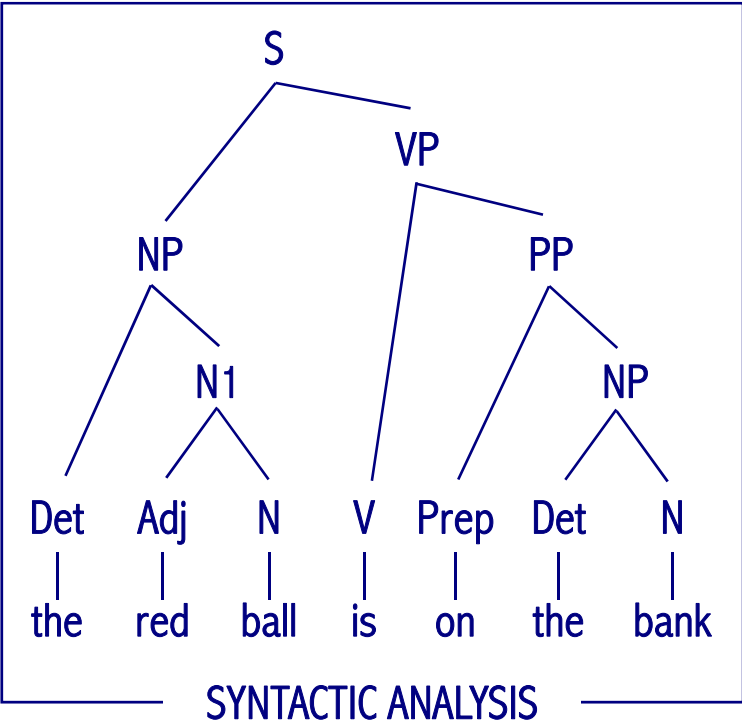 S
VP
NP PP
N1 NP
Det Adj N V Prep Det N
the red ball is on the bank
SYNTACTIC ANALYSIS